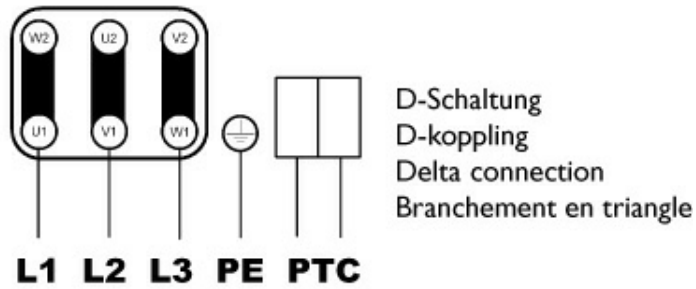 W2 U2 V2
U1 V1 W1
D-Schaltung
D-koppling
Delta connection
Branchement en triangle
L1 L2 L3 PE PTC